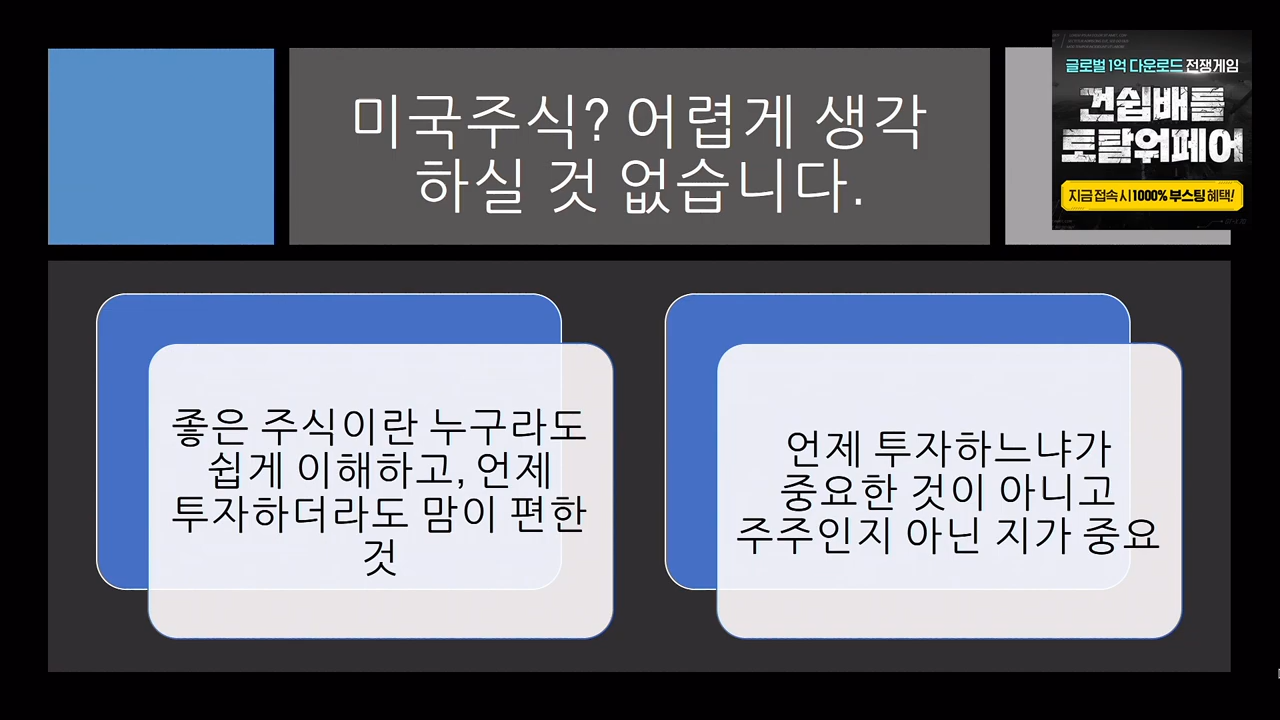 미국주식? 어렵게 생각
하실 것 없습니다.
글로벌 1억 다운로드 전쟁게임
건쉽배틀
토탈워페어
지금 접속 시 1000% 부스팅 혜택!
좋은 주식이란 누구라도
쉽게 이해하고, 언제
투자하더라도 맘이 편한
것
언제 투자하느냐가
중요한 것이 아니고
주주인지 아닌 지가 중요